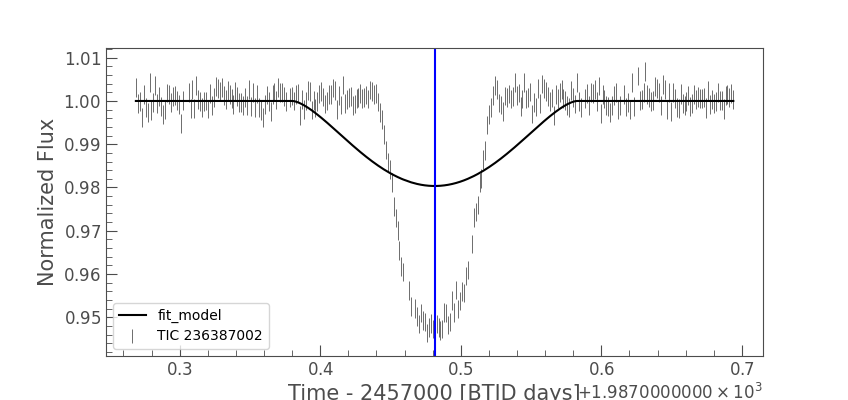 1.01
1.00
0.99
0.98
0.97
0.96
0.95
Normalized Flux
fit_model
TIC 236387002
0.3 0.4 0.5 0.6 0.7
Time - 2457000 [BTJD days]
+1.9870000000 × 10³